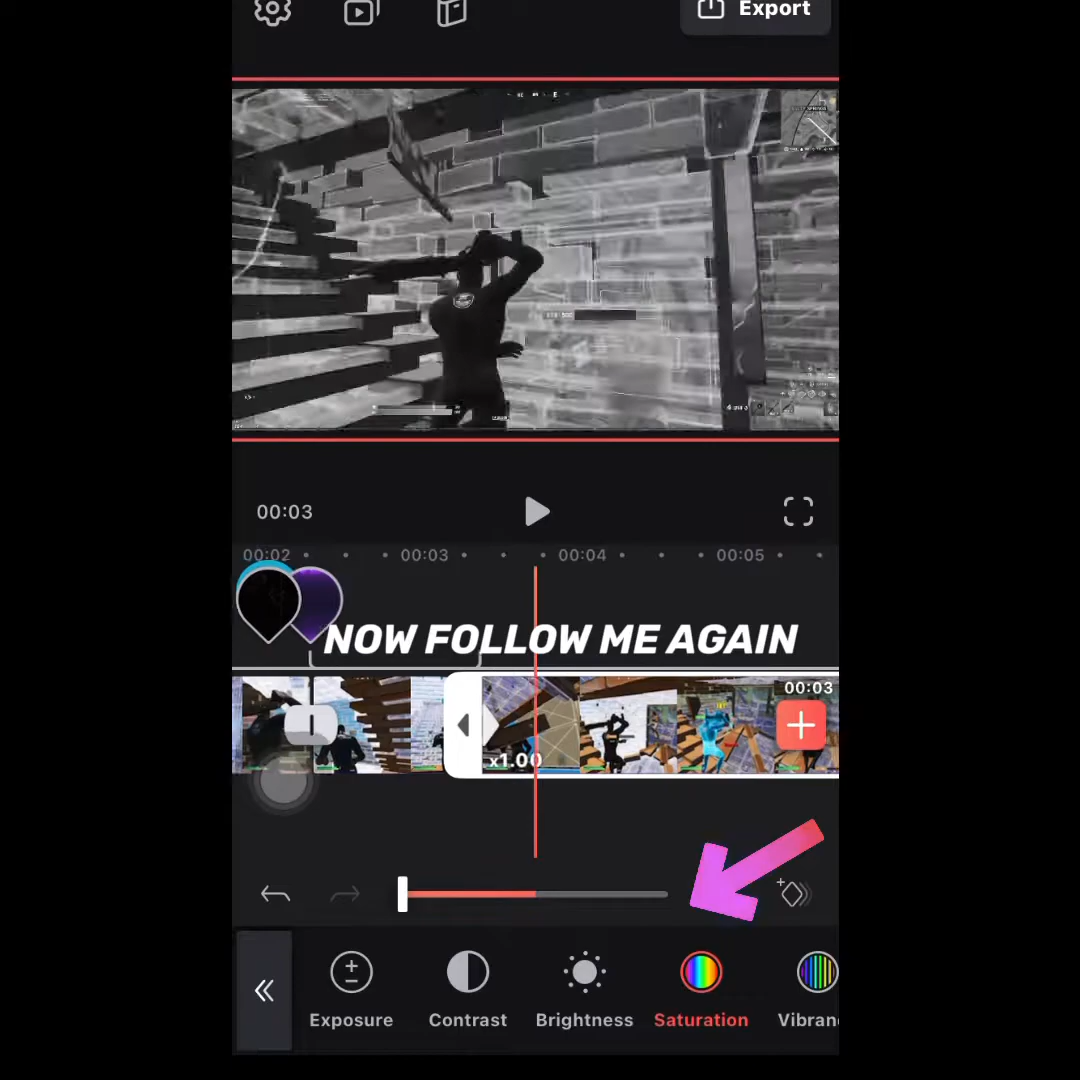 Export
00:03
00:02
00:03
00:04
00:05
NOW FOLLOW ME AGAIN
00:03
x1.00
Exposure
Contrast
Brightness
Saturation
Vibran